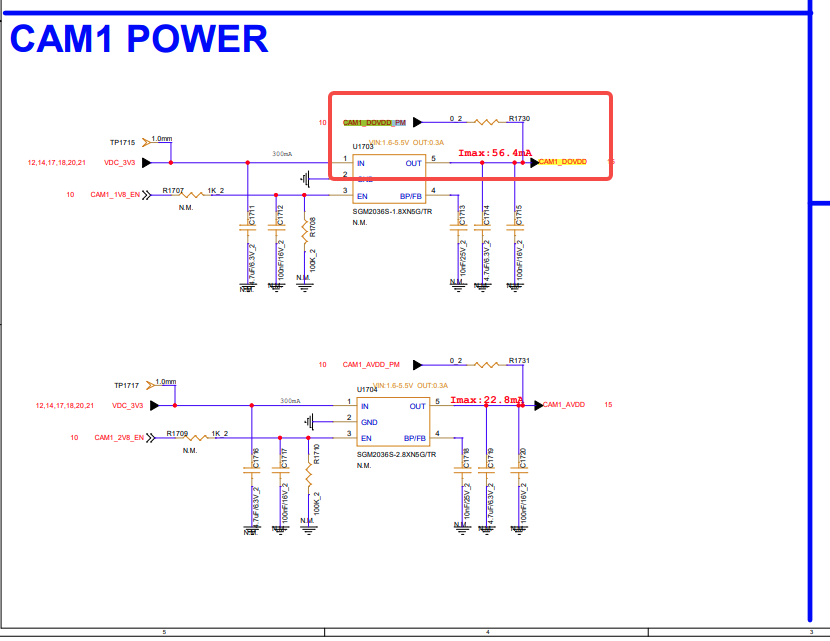 CAM1 POWER
10 CAM1_DOVDD_PM 0_2 R1730
TP1715 1.0mm VIN:1.6-5.5V OUT:0.3A
U1703
300mA Imax:56.4mA
12,14,17,18,20,21 VDC_3V3 1 IN OUT 5 CAM1_DOVDD 15
2 GND
10 CAM1_1V8_EN R1707 1K_2 3 EN BP/FB 4
N.M.
SGM2036S-1.8XN5G/TR
N.M.
C1711 C1712 R1708 C1713 C1714 C1715
4.7uF/6.3V_2 100nF/16V_2 100K_2 10nF/25V_2 4.7uF/6.3V_2 100nF/16V_2
N.M. N.M. N.M. N.M. N.M. N.M.
10 CAM1_AVDD_PM 0_2 R1731
TP1717 1.0mm VIN:1.6-5.5V OUT:0.3A
U1704
300mA Imax:22.8mA
12,14,17,18,20,21 VDC_3V3 1 IN OUT 5 CAM1_AVDD 15
2 GND
10 CAM1_2V8_EN R1709 1K_2 3 EN BP/FB 4
N.M.
SGM2036S-2.8XN5G/TR
N.M.
C1716 C1717 R1710 C1718 C1719 C1720
4.7uF/6.3V_2 100nF/16V_2 100K_2 10nF/25V_2 4.7uF/6.3V_2 100nF/16V_2
N.M. N.M. N.M. N.M. N.M. N.M.
5 4 3